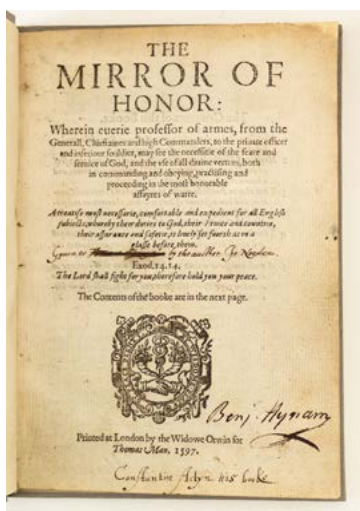 THE
MIRROR OF
HONOR:
Wherein euerie professor of armes, from the
Generall, Chieftaines and high Commanders, to the priuate officer
and inferiour souldier, may see the necessitie of the feare and
seruice of God, and the vse of all diuine vertues, both
in commanding and obeying, practising and
proceeding in the most honorable
affayres of warre.
A treatise most necessarie, comfortable and expedient for all English
subiects, whereby their duties to God, their Prince and countrie,
their assurance and safetie, is liuely set foorth as in a
glasse before them.
by the author Jo Norden
Exod. 14. 14.
The Lord shall fight for you, therefore hold you your peace.
The Contents of the booke are in the next page.
Benj. Hynam
Printed at London by the Widowe Orwin for
Thomas Man. 1597.
his booke